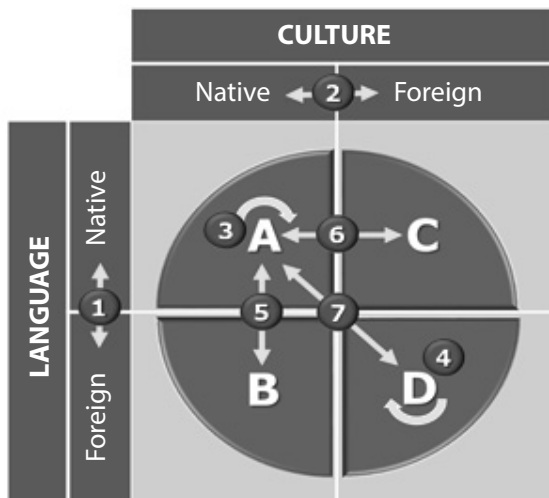 CULTURE
Native 2 Foreign
LANGUAGE
Native
1
Foreign
3 A 6 C
5 7
B D 4